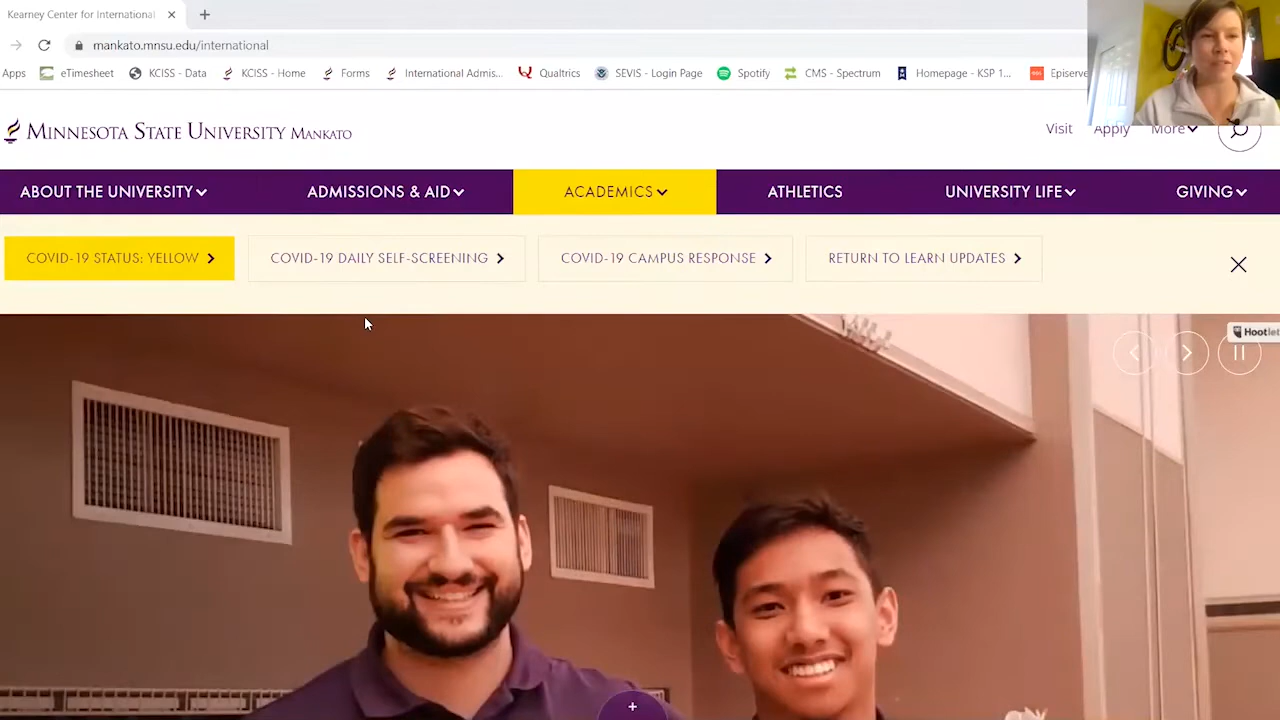 Kearney Center for International
mankato.mnsu.edu/international
Apps eTimesheet KCISS - Data KCISS - Home Forms International Admis... Qualtrics SEVIS - Login Page Spotify CMS - Spectrum Homepage - KSP 1... Episerve
MINNESOTA STATE UNIVERSITY MANKATO
Visit Apply More
ABOUT THE UNIVERSITY ADMISSIONS & AID ACADEMICS ATHLETICS UNIVERSITY LIFE GIVING
COVID-19 STATUS: YELLOW COVID-19 DAILY SELF-SCREENING COVID-19 CAMPUS RESPONSE RETURN TO LEARN UPDATES
Hootlet